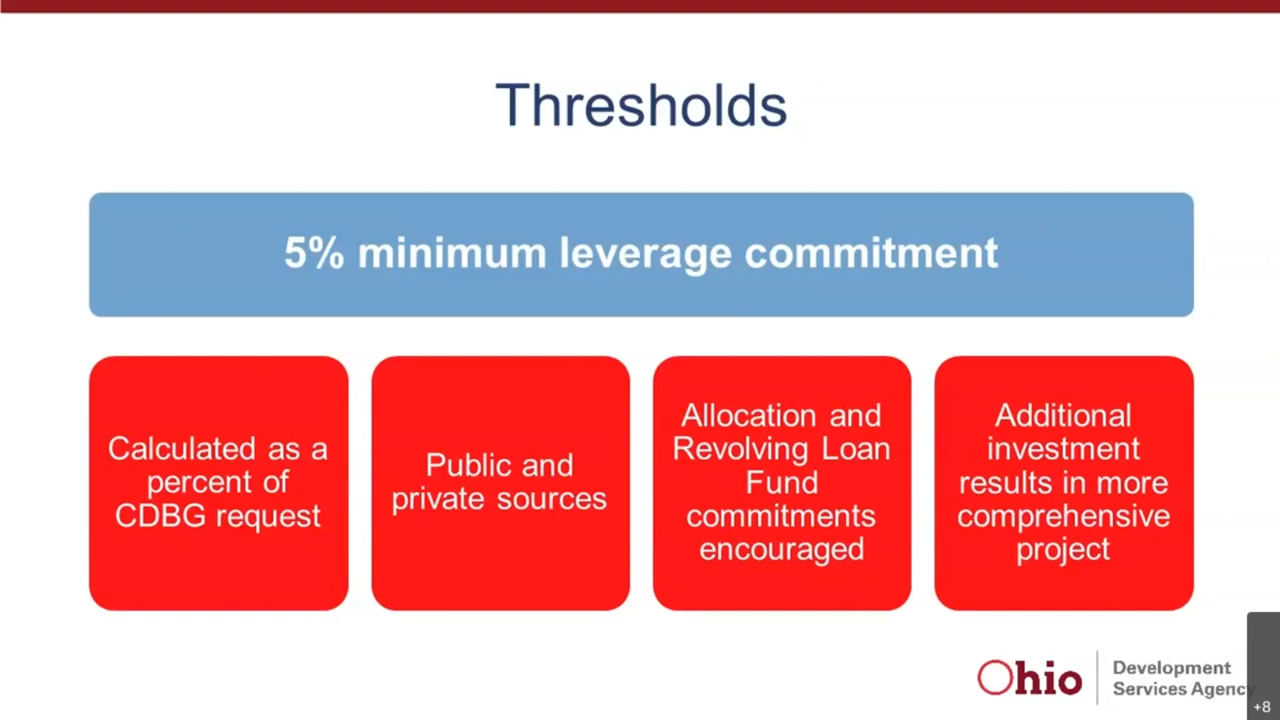 Thresholds
5% minimum leverage commitment
Calculated as a
percent of
CDBG request
Public and
private sources
Allocation and
Revolving Loan
Fund
commitments
encouraged
Additional
investment
results in more
comprehensive
project
Ohio
Development
Services Agency
+8